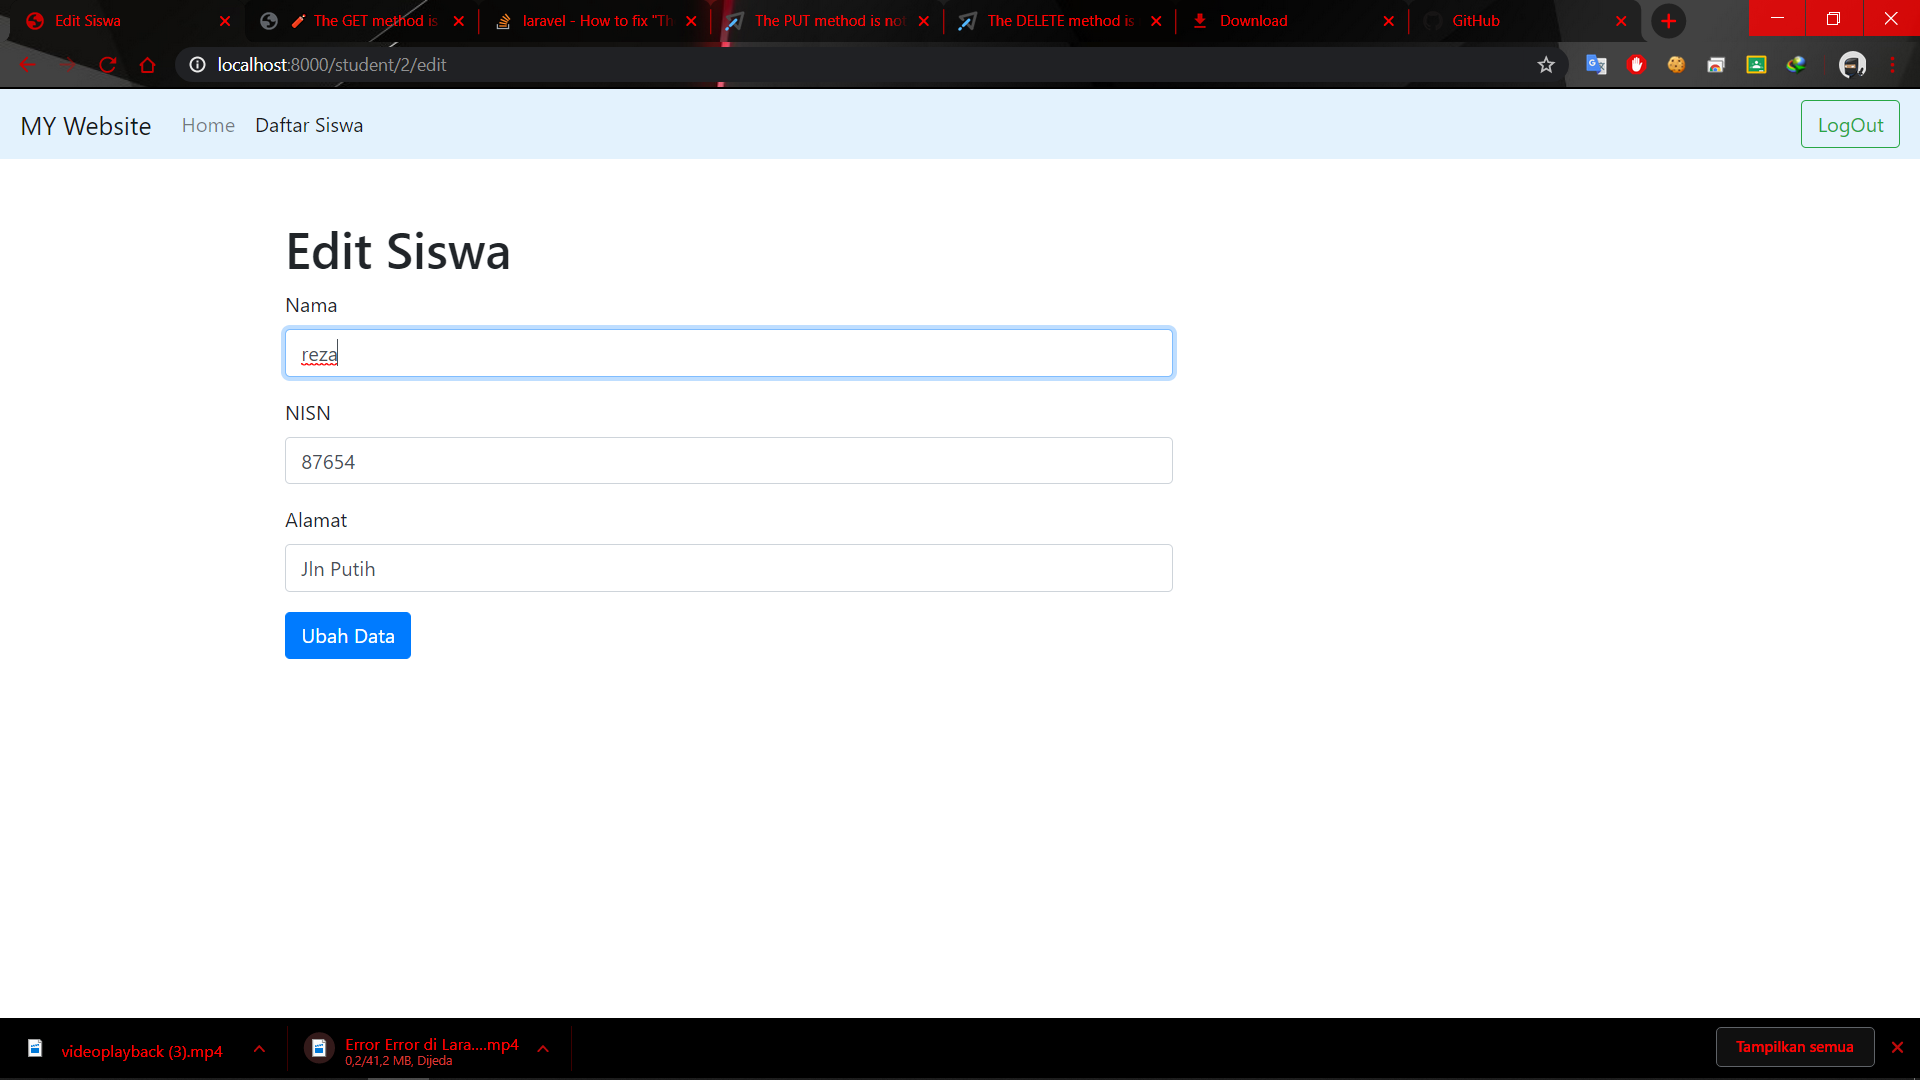 Edit Siswa
The GET method is
laravel - How to fix "Th
The PUT method is not
The DELETE method is
Download
GitHub
localhost:8000/student/2/edit
MY Website
Home
Daftar Siswa
LogOut
Edit Siswa
Nama
reza
NISN
87654
Alamat
Jln Putih
Ubah Data
videoplayback (3).mp4
Error Error di Lara....mp4
0,2/41,2 MB, Dijeda
Tampilkan semua